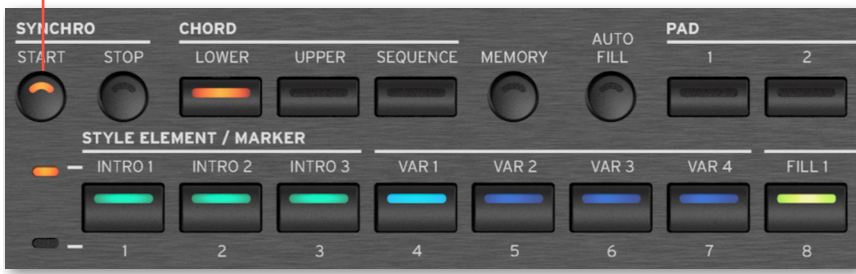 SYNCHRO CHORD PAD
START STOP LOWER UPPER SEQUENCE MEMORY AUTO FILL 1 2
STYLE ELEMENT / MARKER
INTRO 1 INTRO 2 INTRO 3 VAR 1 VAR 2 VAR 3 VAR 4 FILL 1
1 2 3 4 5 6 7 8